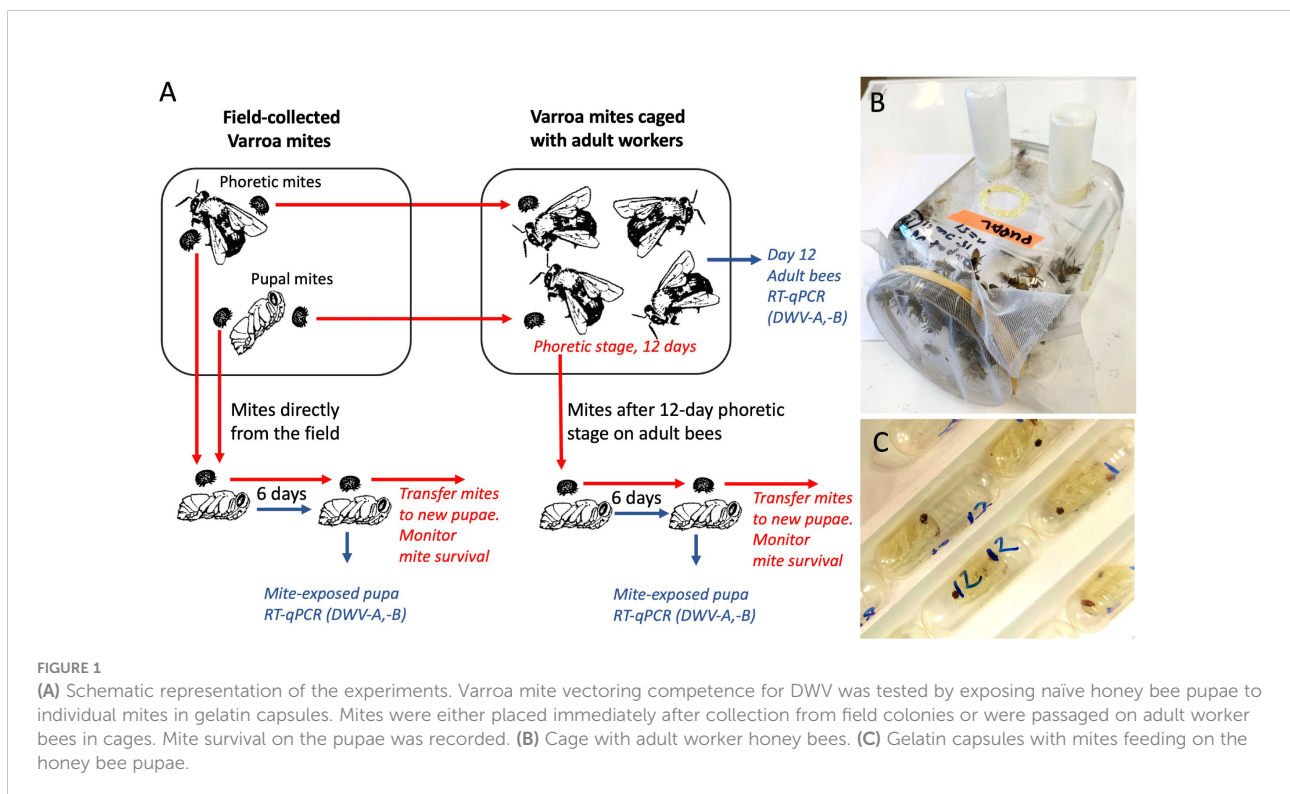 A
Field-collected
Varroa mites
Phoretic mites
Pupal mites
Varroa mites caged
with adult workers
Phoretic stage, 12 days
Day 12
Adult bees
RT-qPCR
(DWV-A,-B)
Mites directly
from the field
Mites after 12-day phoretic
stage on adult bees
6 days
Transfer mites
to new pupae.
Monitor
mite survival
Mite-exposed pupa
RT-qPCR (DWV-A,-B)
6 days
Transfer mites
to new pupae.
Monitor
mite survival
Mite-exposed pupa
RT-qPCR (DWV-A,-B)
B
PUPAL
n=57
C
12
12 12
FIGURE 1
(A) Schematic representation of the experiments. Varroa mite vectoring competence for DWV was tested by exposing naïve honey bee pupae to
individual mites in gelatin capsules. Mites were either placed immediately after collection from field colonies or were passaged on adult worker
bees in cages. Mite survival on the pupae was recorded. (B) Cage with adult worker honey bees. (C) Gelatin capsules with mites feeding on the
honey bee pupae.